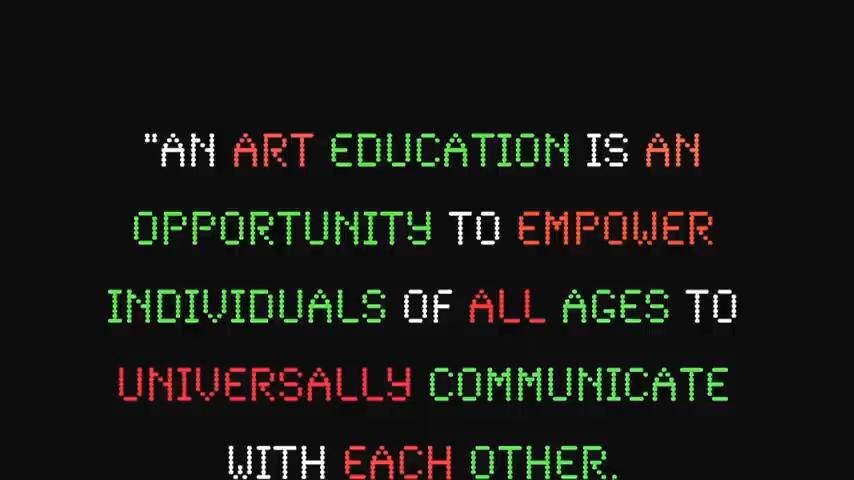 "AN ART EDUCATION IS AN
OPPORTUNITY TO EMPOWER
INDIVIDUALS OF ALL AGES TO
UNIVERSALLY COMMUNICATE
WITH EACH OTHER.